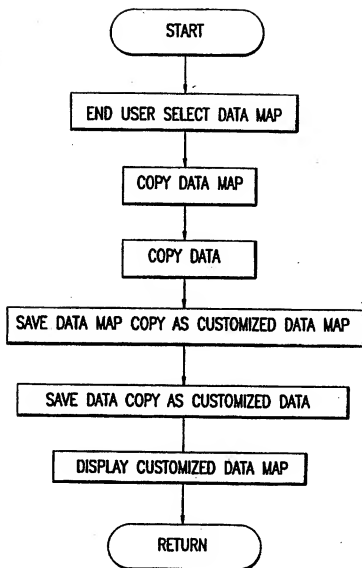 START
END USER SELECT DATA MAP
COPY DATA MAP
COPY DATA
SAVE DATA MAP COPY AS CUSTOMIZED DATA MAP
SAVE DATA COPY AS CUSTOMIZED DATA
DISPLAY CUSTOMIZED DATA MAP
RETURN